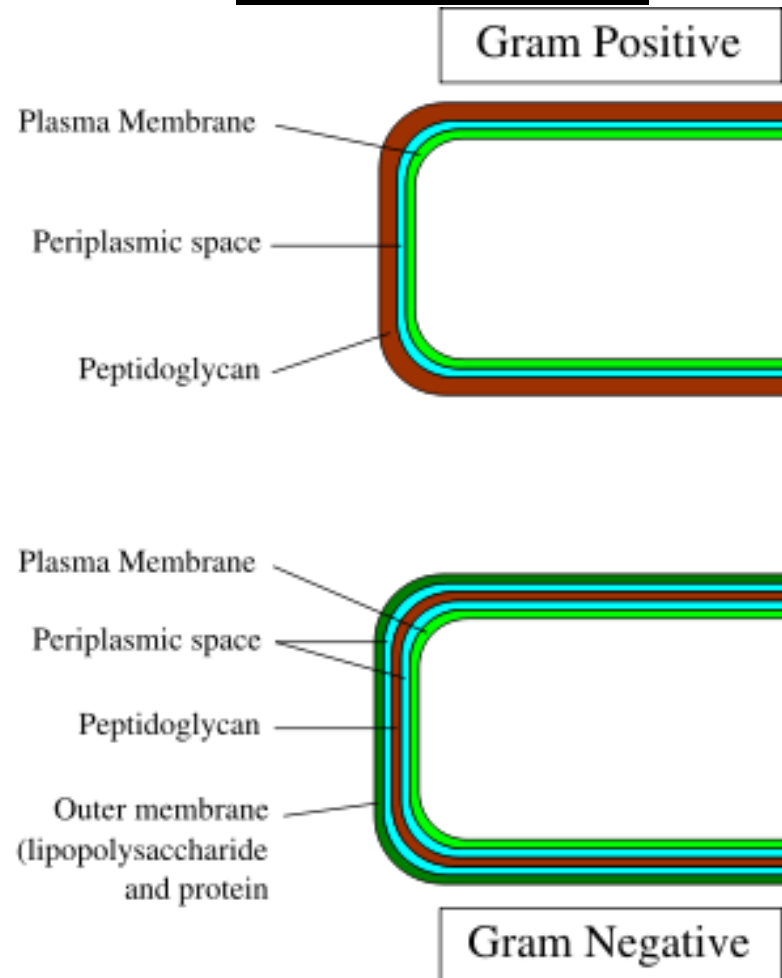 Gram Positive
Plasma Membrane
Periplasmic space
Peptidoglycan
Plasma Membrane
Periplasmic space
Peptidoglycan
Outer membrane
(lipopolysaccharide
and protein
Gram Negative